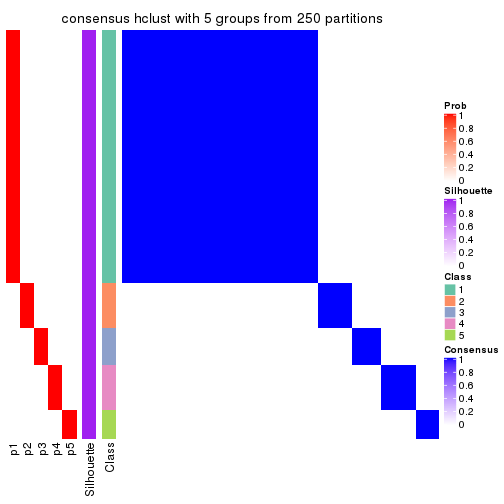 consensus hclust with 5 groups from 250 partitions
Prob
1
0.8
0.6
0.4
0.2
0
Silhouette
1
0.8
0.6
0.4
0.2
0
Class
1
2
3
4
5
Consensus
1
0.8
0.6
0.4
0.2
0
p1
p2
p3
p4
p5
Silhouette
Class